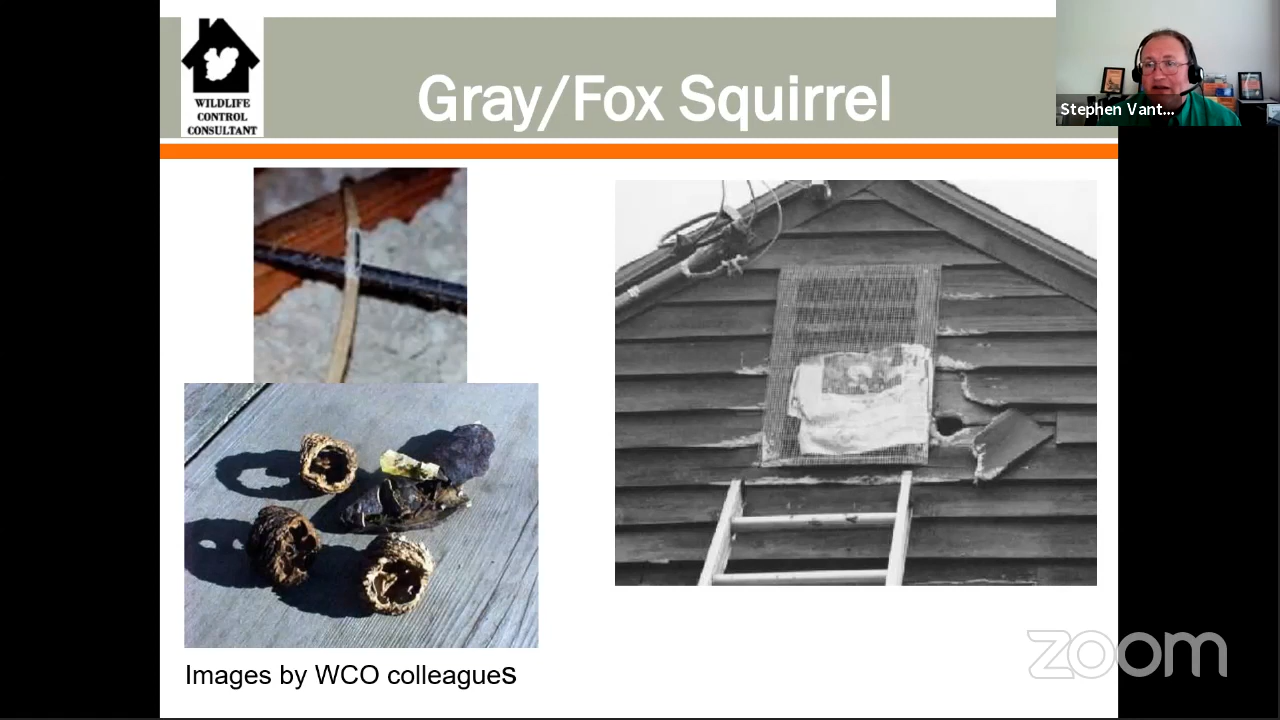 WILDLIFE
CONTROL
CONSULTANT
Gray/Fox Squirrel
Stephen Vant...
Images by WCO colleagues
zoom